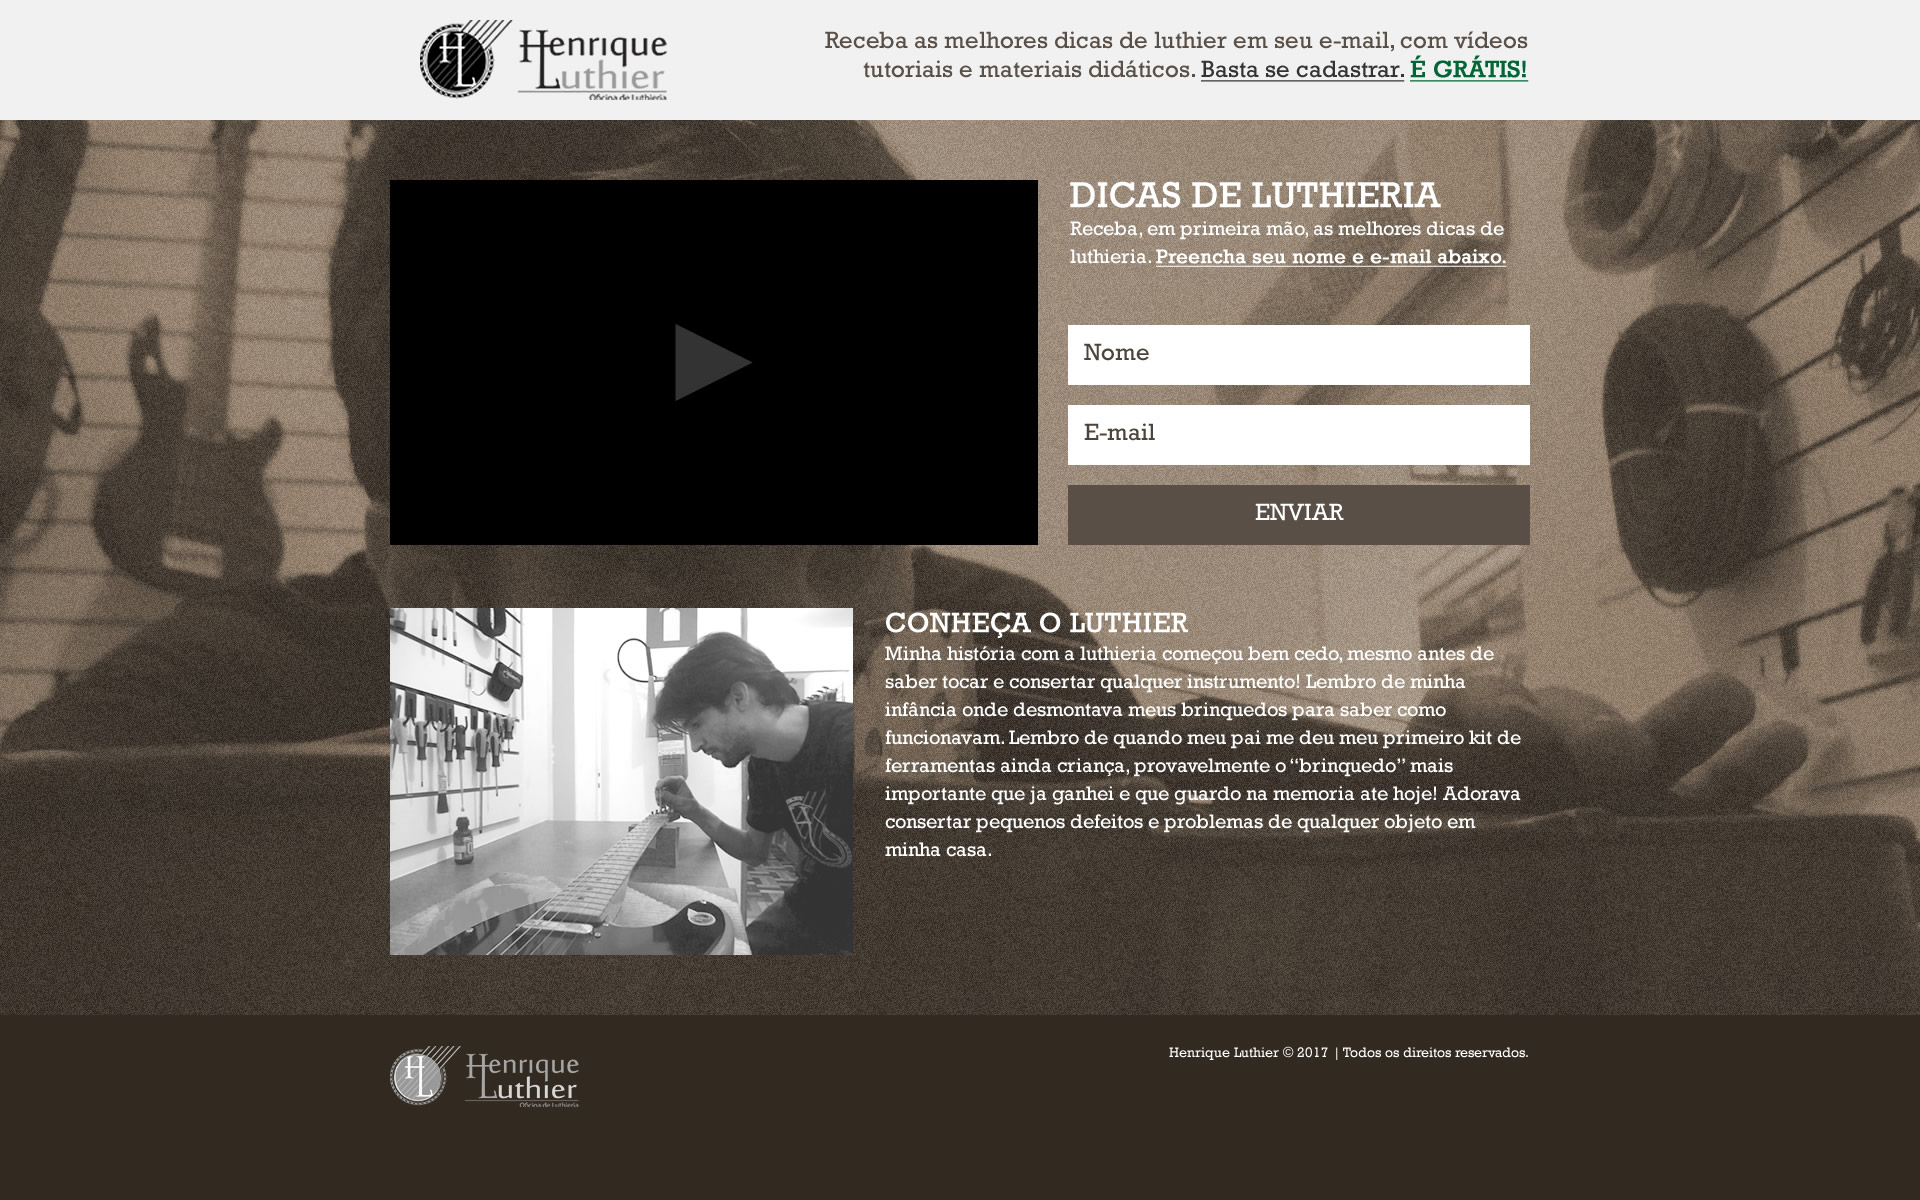 HL Henrique
Luthier
Oficina de Luthieria
Receba as melhores dicas de luthier em seu e-mail, com vídeos
tutoriais e materiais didáticos. Basta se cadastrar. É GRÁTIS!
DICAS DE LUTHIERIA
Receba, em primeira mão, as melhores dicas de
luthieria. Preencha seu nome e e-mail abaixo.
Nome
E-mail
ENVIAR
CONHEÇA O LUTHIER
Minha história com a luthieria começou bem cedo, mesmo antes de
saber tocar e consertar qualquer instrumento! Lembro de minha
infância onde desmontava meus brinquedos para saber como
funcionavam. Lembro de quando meu pai me deu meu primeiro kit de
ferramentas ainda criança, provavelmente o “brinquedo” mais
importante que ja ganhei e que guardo na memoria ate hoje! Adorava
consertar pequenos defeitos e problemas de qualquer objeto em
minha casa.
HL Henrique
Luthier
Oficina de Luthieria
Henrique Luthier © 2017 | Todos os direitos reservados.